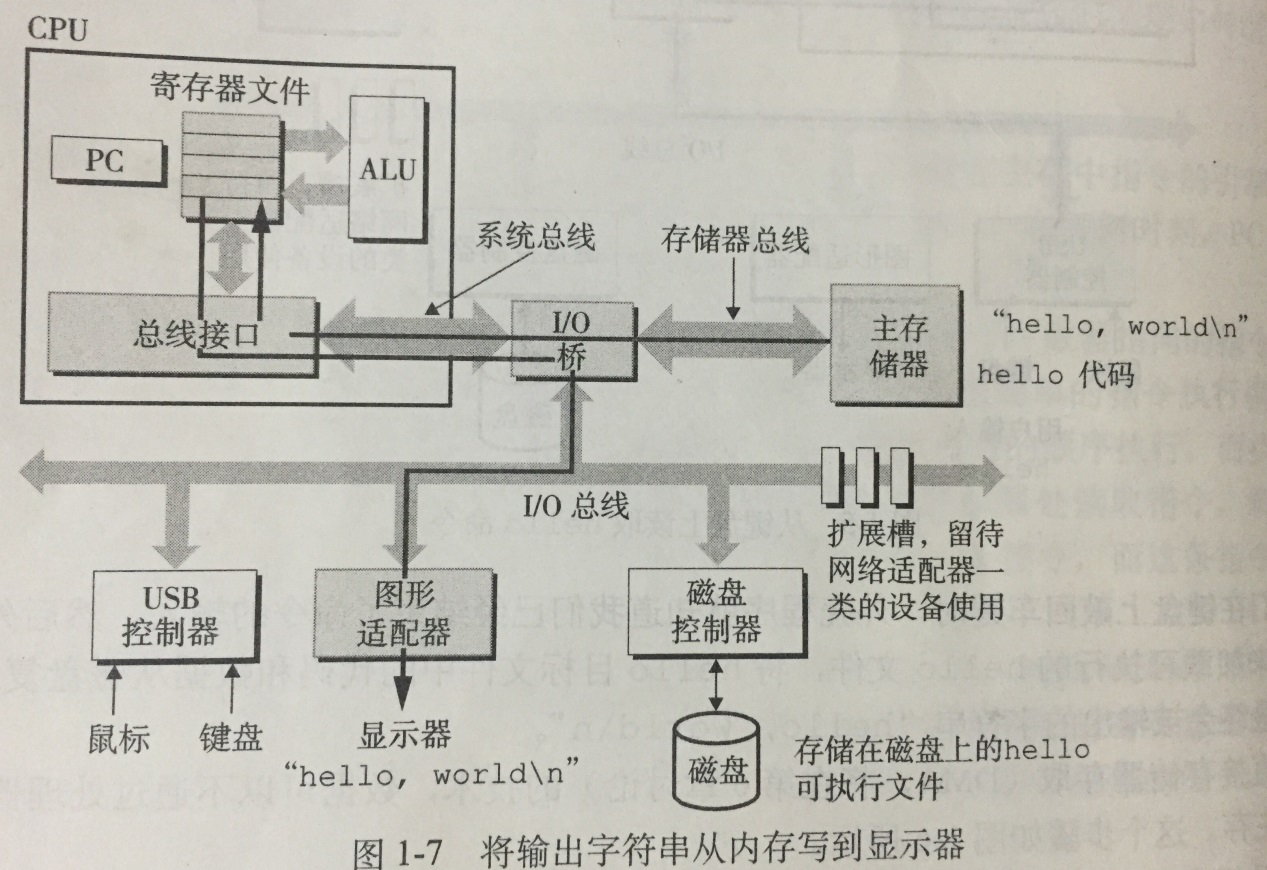 CPU
寄存器文件
PC
ALU
系统总线
存储器总线
总线接口
I/O
桥
主存
储器
“hello, world\n”
hello 代码
I/O 总线
扩展槽，留待
网络适配器一
类的设备使用
USB
控制器
图形
适配器
磁盘
控制器
鼠标
键盘
显示器
“hello, world\n”
磁盘
存储在磁盘上的hello
可执行文件
图 1-7 将输出字符串从内存写到显示器